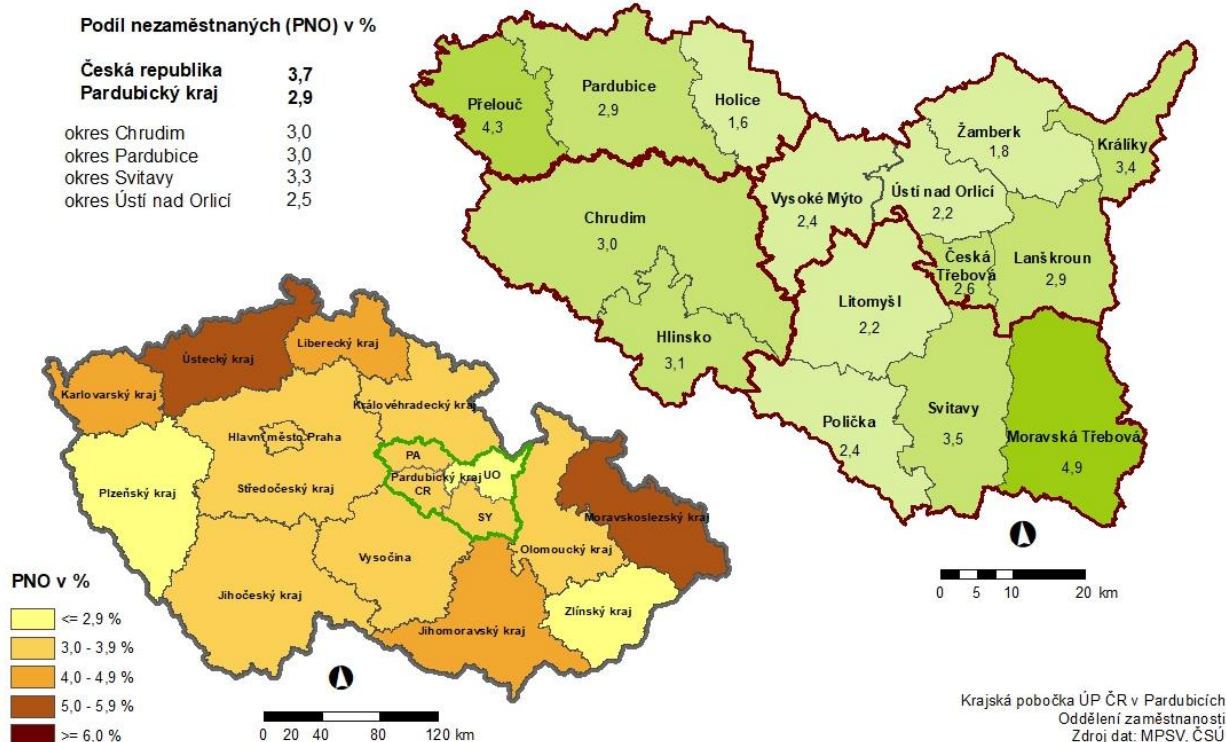 Podíl nezaměstnaných (PNO) v %
Česká republika 3,7
Pardubický kraj 2,9
okres Chrudim 3,0
okres Pardubice 3,0
okres Svitavy 3,3
okres Ústí nad Orlicí 2,5
Přelouč
4,3
Pardubice
2,9
Holice
1,6
Žamberk
1,8
Králíky
3,4
Vysoké Mýto
2,4
Ústí nad Orlicí
2,2
Chrudim
3,0
Česká
Třebová
2,6
Lanškroun
2,9
Litomyšl
2,2
Hlinsko
3,1
Polička
2,4
Svitavy
3,5
Moravská Třebová
4,9
0 5 10 20 km
Ústecký kraj
Liberecký kraj
Karlovarský kraj
Královéhradecký kraj
Hlavní město Praha
PA
UO
Pardubický kraj
CR
Plzeňský kraj
Středočeský kraj
SY
Moravskoslezský kraj
Vysočina
Olomoucký kraj
Jihočeský kraj
Zlínský kraj
Jihomoravský kraj
PNO v %
<= 2,9 %
3,0 - 3,9 %
4,0 - 4,9 %
5,0 - 5,9 %
>= 6,0 %
0 20 40 80 120 km
Krajská pobočka ÚP ČR v Pardubicích
Oddělení zaměstnanosti
Zdroj dat: MPSV, ČSÚ